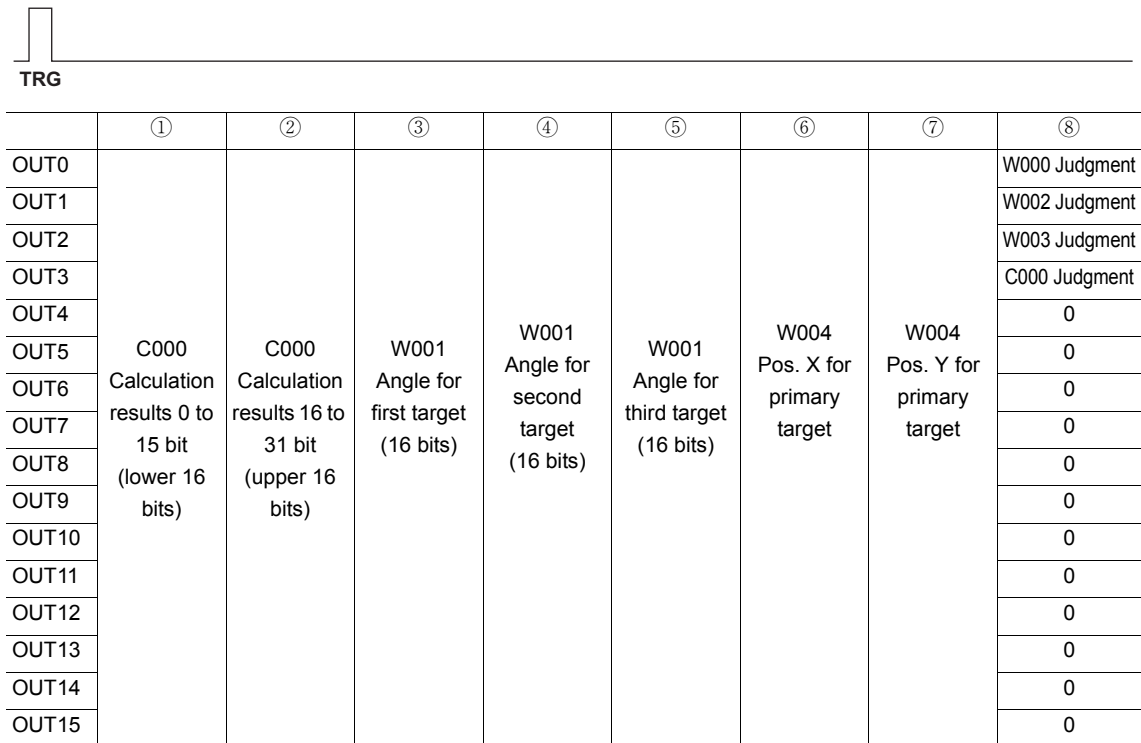 TRG
① ② ③ ④ ⑤ ⑥ ⑦ ⑧
OUT0 W000 Judgment
OUT1 W002 Judgment
OUT2 W003 Judgment
OUT3 C000 Judgment
OUT4 0
OUT5 0
OUT6 0
OUT7 0
OUT8 0
OUT9 0
OUT10 0
OUT11 0
OUT12 0
OUT13 0
OUT14 0
OUT15 0
C000
Calculation
results 0 to
15 bit
(lower 16
bits)
C000
Calculation
results 16 to
31 bit
(upper 16
bits)
W001
Angle for
first target
(16 bits)
W001
Angle for
second
target
(16 bits)
W001
Angle for
third target
(16 bits)
W004
Pos. X for
primary
target
W004
Pos. Y for
primary
target